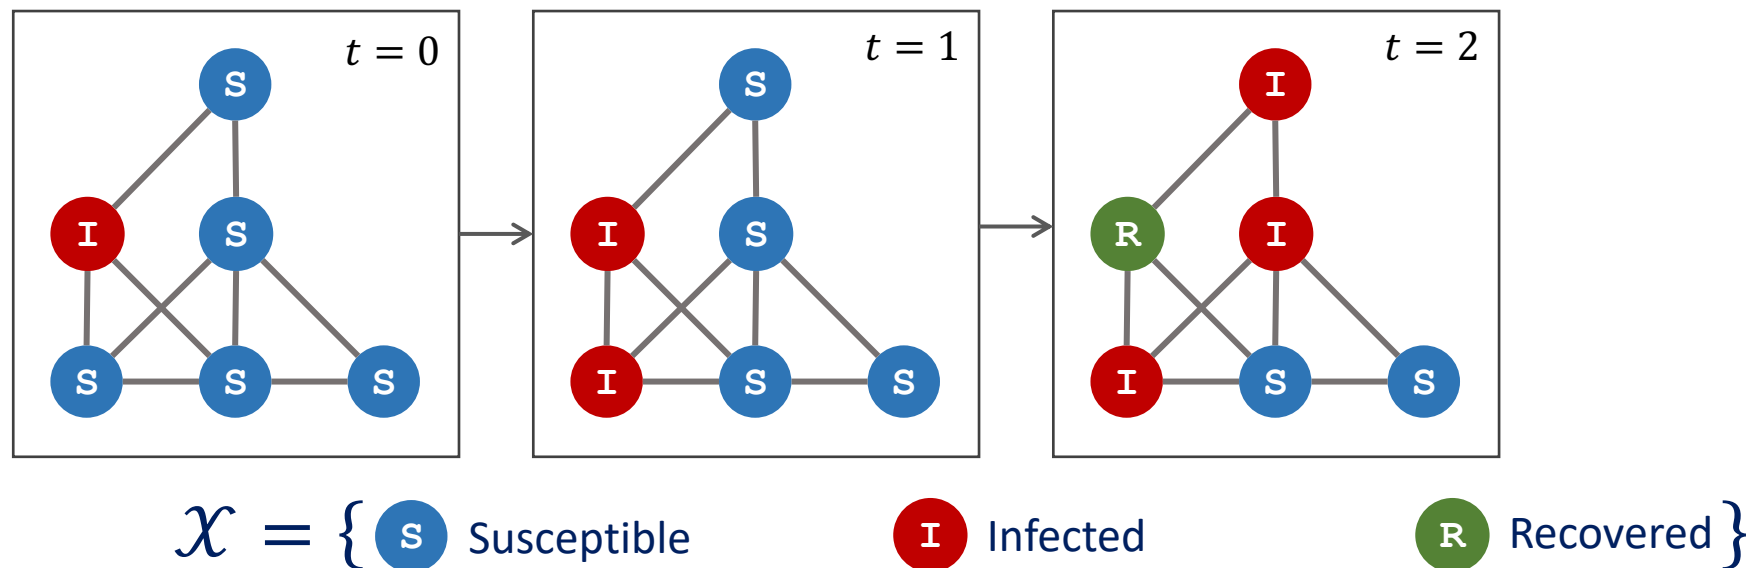 t = 0
S
I S
S S S
t = 1
S
I S
I S S
t = 2
I
R I
I S S
𝒳 = { S Susceptible I Infected R Recovered }